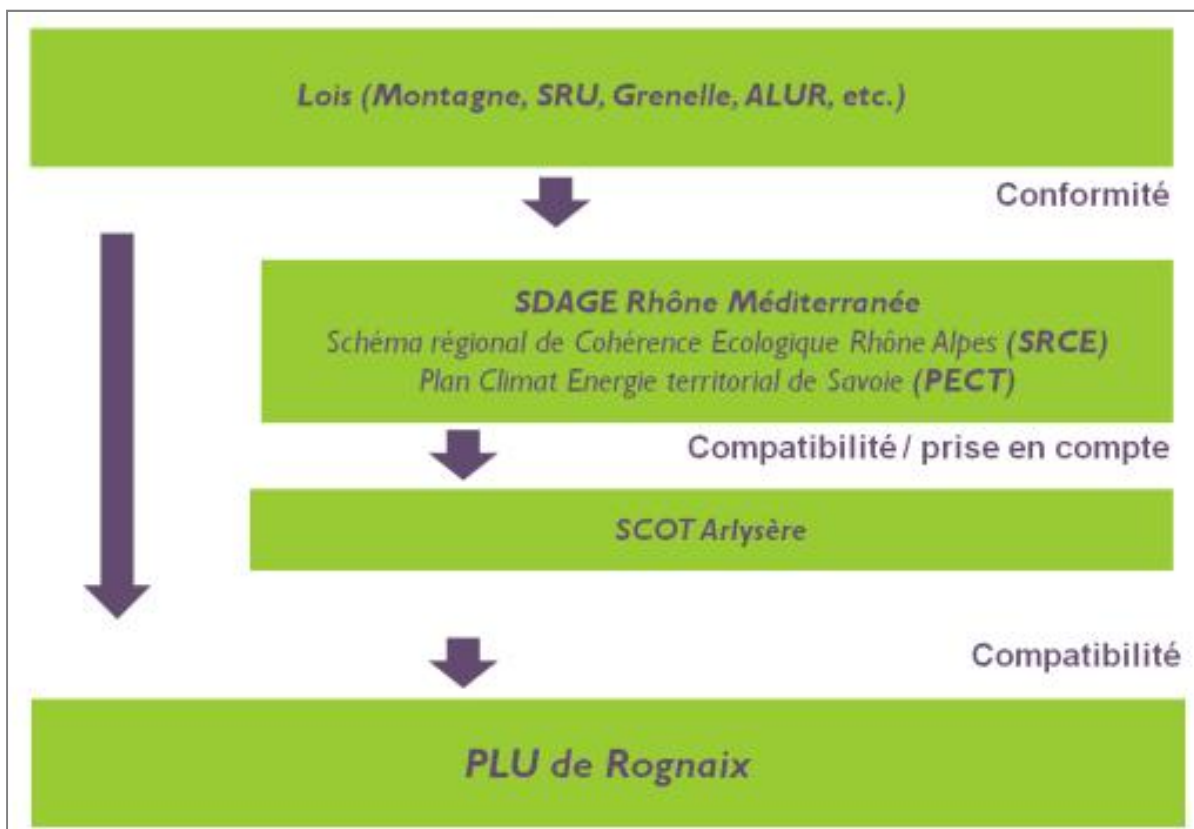 Lois (Montagne, SRU, Grenelle, ALUR, etc.)
Conformité
SDAGE Rhône Méditerranée
Schéma régional de Cohérence Ecologique Rhône Alpes (SRCE)
Plan Climat Energie territorial de Savoie (PECT)
Compatibilité / prise en compte
SCOT Arlysère
Compatibilité
PLU de Rognaix